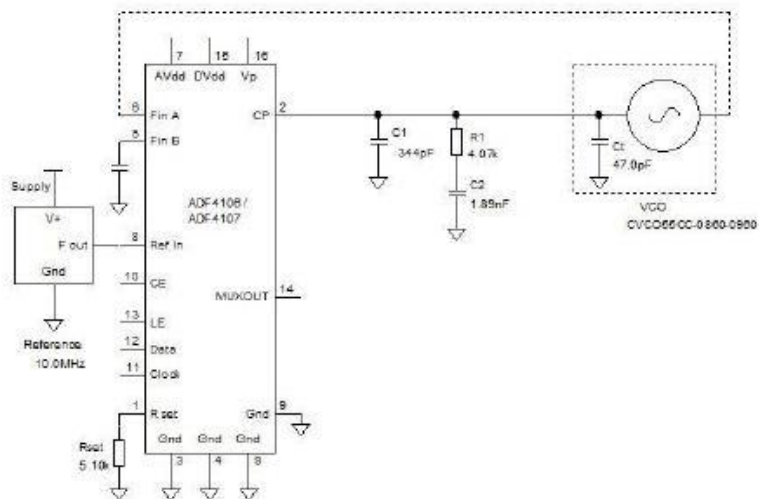 7 15 16
AVdd DVdd Vp
6 Fin A CP 2
5 Fin B
C1
344pF
R1
4.07k
C2
1.89nF
Ct
47.0pF
VCO
CVCO55CC-0860-0960
Supply
V+
F out
Gnd
Reference
10.0MHz
ADF4106/
ADF4107
8 Ref In
10 CE
MUXOUT 14
13 LE
12 Data
11 Clock
1 R set Gnd 9
Rset
5.10k
Gnd Gnd Gnd
3 4 8